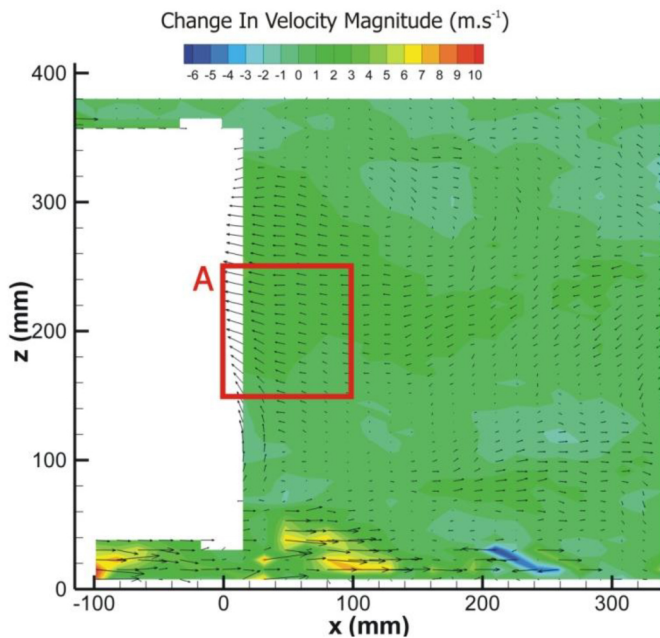 Change In Velocity Magnitude (m.s⁻¹)
-6 -5 -4 -3 -2 -1 0 1 2 3 4 5 6 7 8 9 10
400
300
A
z (mm)
200
100
0
-100 0 100 200 300
x (mm)